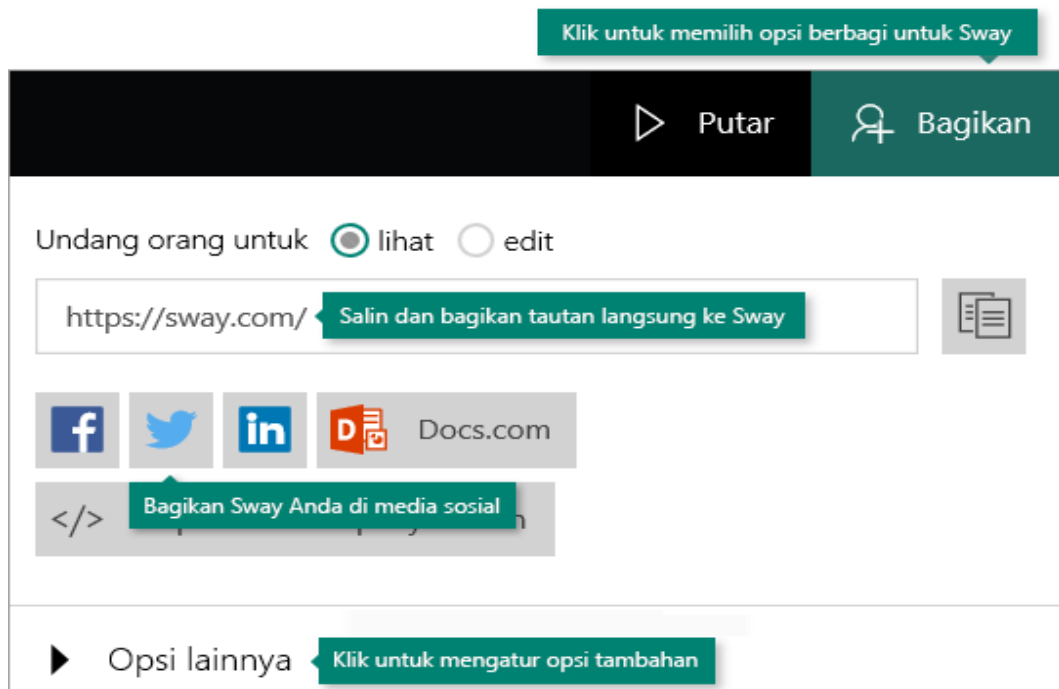 Klik untuk memilih opsi berbagi untuk Sway
Putar
Bagikan
Undang orang untuk lihat edit
https://sway.com/ Salin dan bagikan tautan langsung ke Sway
Docs.com
Bagikan Sway Anda di media sosial
</>
Opsi lainnya Klik untuk mengatur opsi tambahan